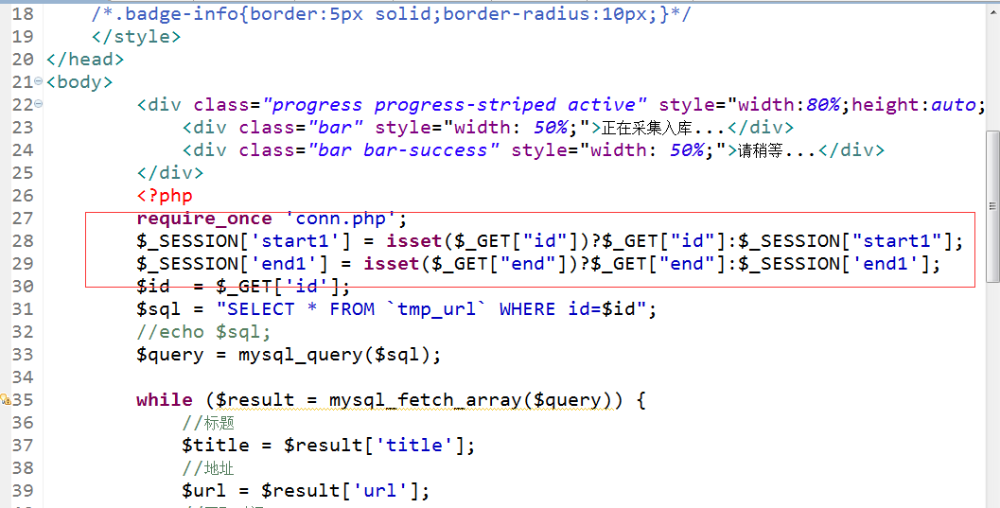 18 /*.badge-info{border:5px solid;border-radius:10px;}*/
19 </style>
20 </head>
21 <body>
22 <div class="progress progress-striped active" style="width:80%;height:auto;
23 <div class="bar" style="width: 50%;">正在采集入库...</div>
24 <div class="bar bar-success" style="width: 50%;">请稍等...</div>
25 </div>
26 <?php
27 require_once 'conn.php';
28 $_SESSION['start1'] = isset($_GET["id"])?$_GET["id"]:$_SESSION["start1"];
29 $_SESSION['end1'] = isset($_GET["end"])?$_GET["end"]:$_SESSION['end1'];
30 $id  = $_GET['id'];
31 $sql = "SELECT * FROM `tmp_url` WHERE id=$id";
32 //echo $sql;
33 $query = mysql_query($sql);
34
35 while ($result = mysql_fetch_array($query)) {
36 //标题
37 $title = $result['title'];
38 //地址
39 $url = $result['url'];